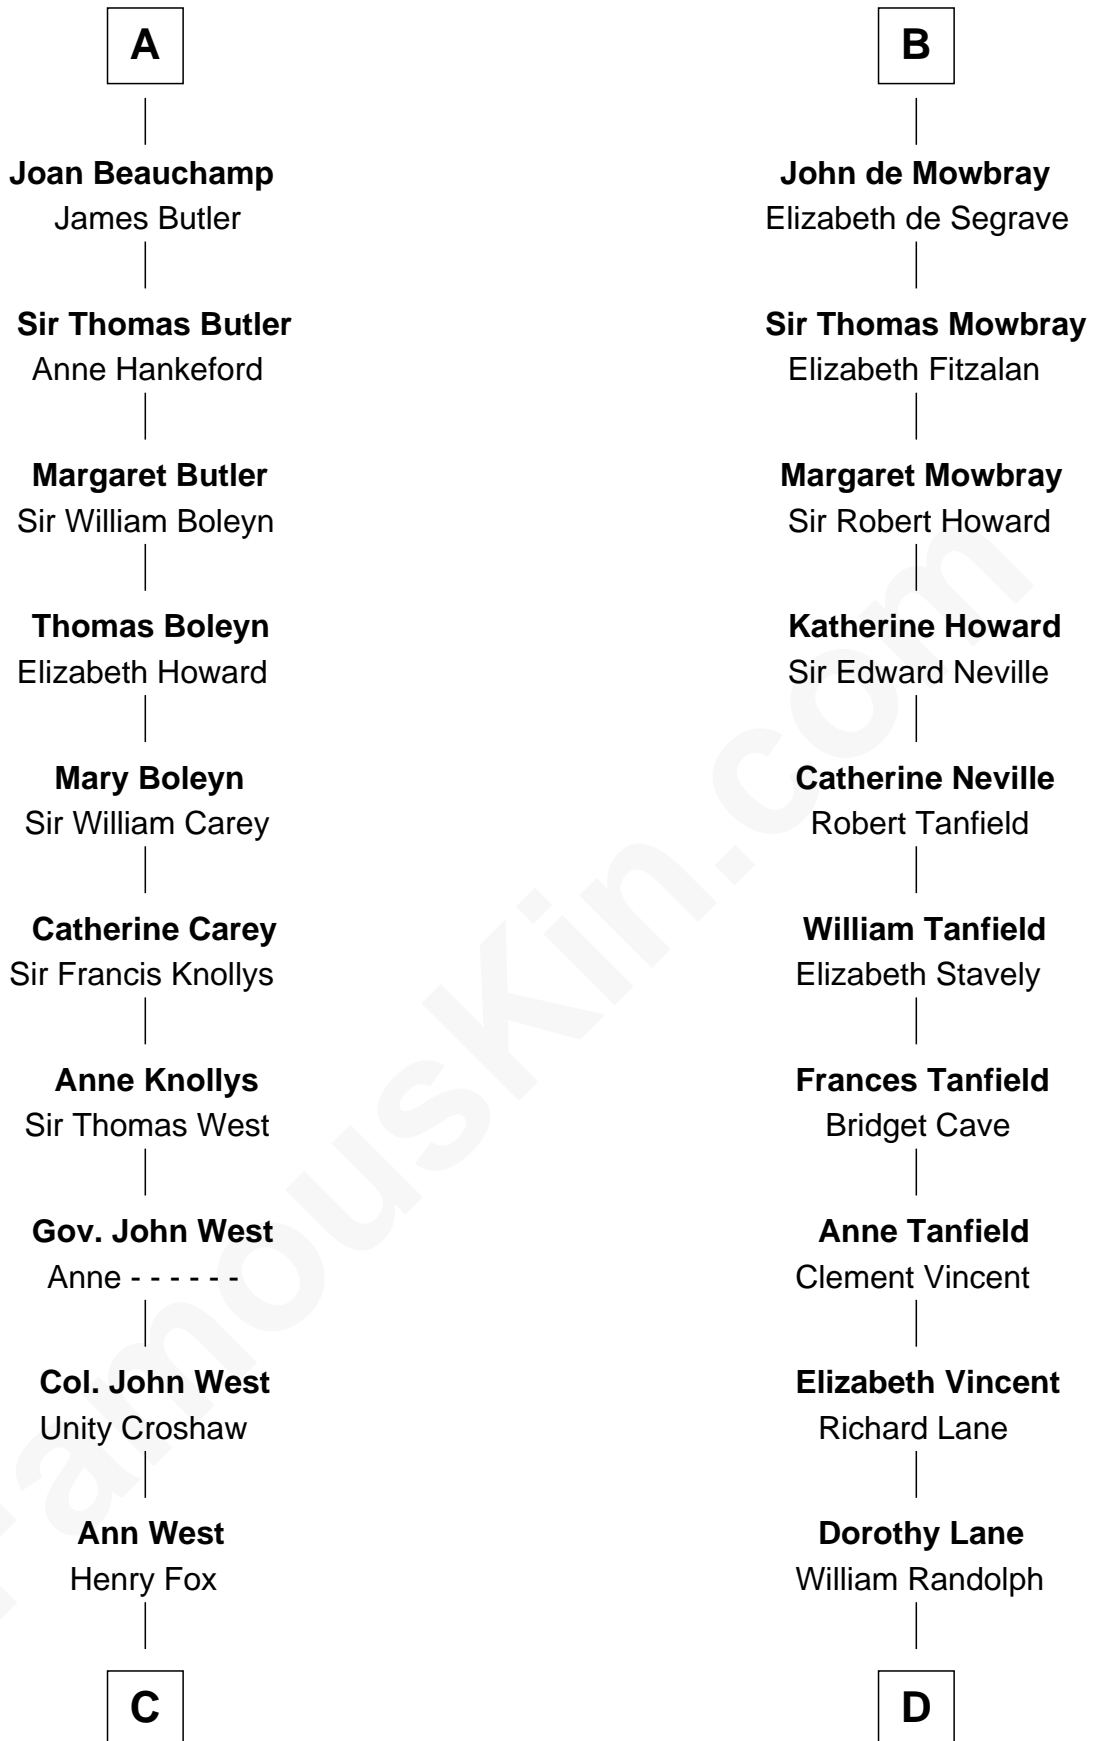 A
Joan Beauchamp
James Butler
Sir Thomas Butler
Anne Hankeford
Margaret Butler
Sir William Boleyn
Thomas Boleyn
Elizabeth Howard
Mary Boleyn
Sir William Carey
Catherine Carey
Sir Francis Knollys
Anne Knollys
Sir Thomas West
Gov. John West
Anne - - - - - -
Col. John West
Unity Croshaw
Ann West
Henry Fox
C
B
John de Mowbray
Elizabeth de Segrave
Sir Thomas Mowbray
Elizabeth Fitzalan
Margaret Mowbray
Sir Robert Howard
Katherine Howard
Sir Edward Neville
Catherine Neville
Robert Tanfield
William Tanfield
Elizabeth Stavely
Frances Tanfield
Bridget Cave
Anne Tanfield
Clement Vincent
Elizabeth Vincent
Richard Lane
Dorothy Lane
William Randolph
D
FamousKin.com